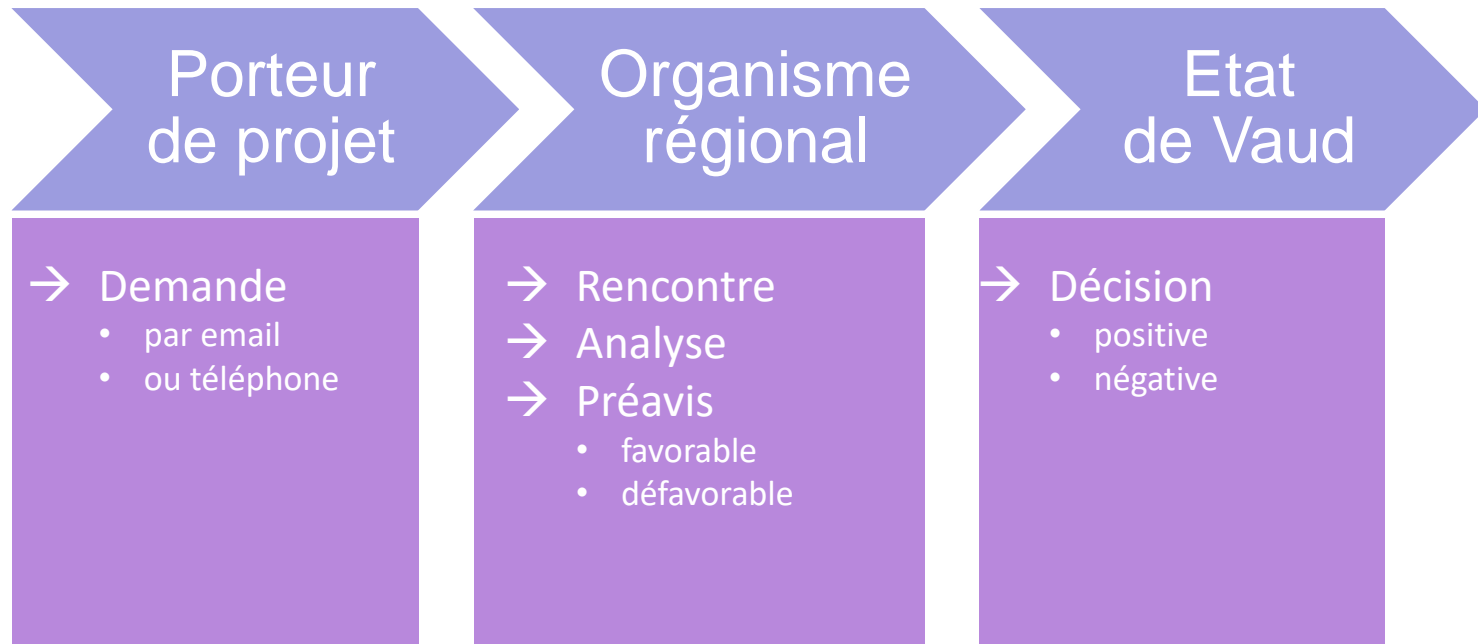 Porteur
de projet
Organisme
régional
Etat
de Vaud
→ Demande
• par email
• ou téléphone
→ Rencontre
→ Analyse
→ Préavis
• favorable
• défavorable
→ Décision
• positive
• négative